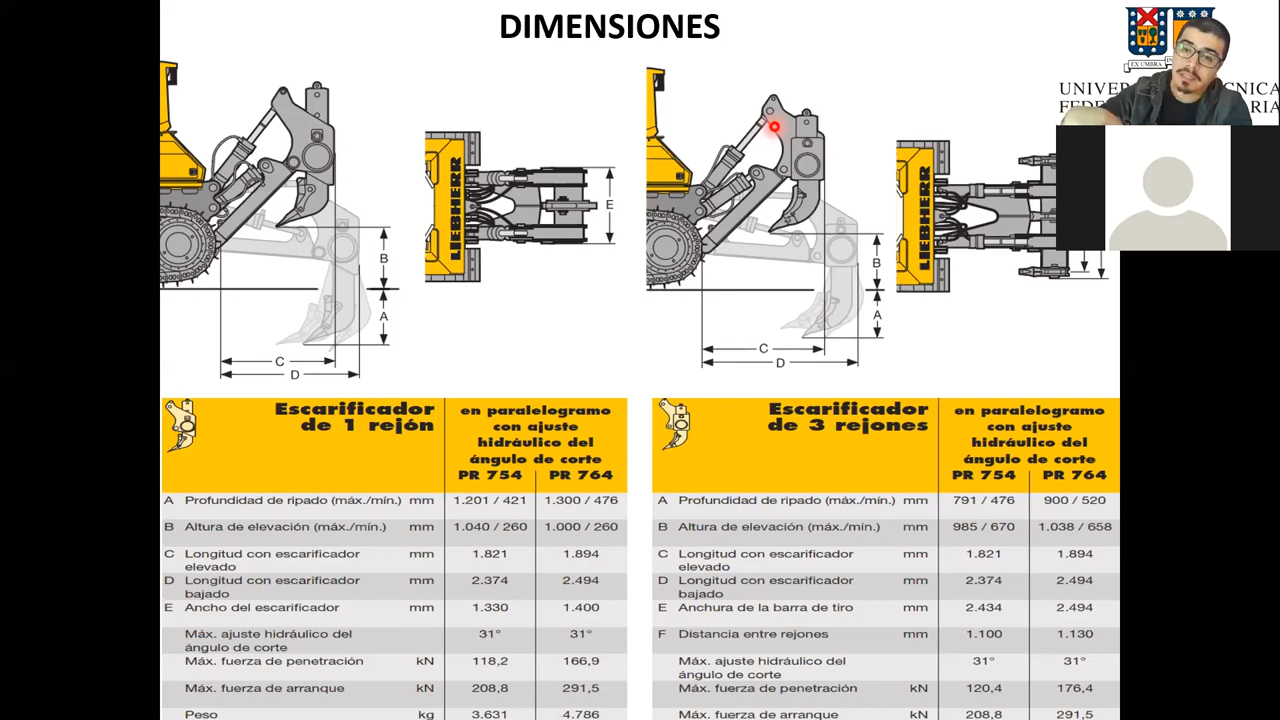 DIMENSIONES
EX UMBRA
CNICA
FEDE
ARIA
LIEBHERR
E
B
A
C
D
LIEBHERR
B
A
C
D
Escarificador
de 1 rejón
en paralelogramo
con ajuste
hidráulico del
ángulo de corte
PR 754 PR 764
A Profundidad de ripado (máx./mín.) mm 1.201 / 421 1.300 / 476
B Altura de elevación (máx./mín.) mm 1.040 / 260 1.000 / 260
C Longitud con escarificador
elevado mm 1.821 1.894
D Longitud con escarificador
bajado mm 2.374 2.494
E Ancho del escarificador mm 1.330 1.400
Máx. ajuste hidráulico del
ángulo de corte 31° 31°
Máx. fuerza de penetración kN 118,2 166,9
Máx. fuerza de arranque kN 208,8 291,5
Peso kg 3.631 4.786
Escarificador
de 3 rejones
en paralelogramo
con ajuste
hidráulico del
ángulo de corte
PR 754 PR 764
A Profundidad de ripado (máx./mín.) mm 791 / 476 900 / 520
B Altura de elevación (máx./mín.) mm 985 / 670 1.038 / 658
C Longitud con escarificador
elevado mm 1.821 1.894
D Longitud con escarificador
bajado mm 2.374 2.494
E Anchura de la barra de tiro mm 2.434 2.494
F Distancia entre rejones mm 1.100 1.130
Máx. ajuste hidráulico del
ángulo de corte 31° 31°
Máx. fuerza de penetración kN 120,4 176,4
Máx. fuerza de arranque kN 208,8 291,5